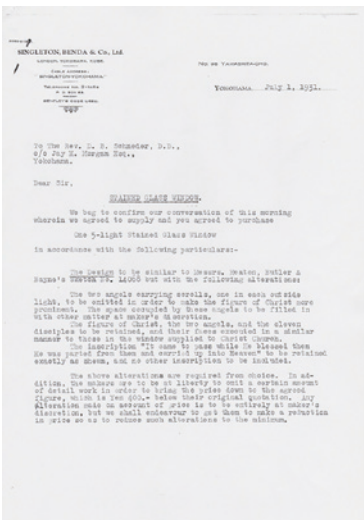 SINGLETON, BENDA & Co., Ltd.
LONDON, YOKOHAMA, KOBE.
CABLE ADDRESS:
"SINGLETON YOKOHAMA."
YOKOHAMA, July 1, 1931.
To The Rev. E. S.
c/o Jay H. Morgan Esq.,
Yokohama.
Dear Sir,
STAINED GLASS WINDOW.
We beg to confirm our conversation of this morning
wherein we agreed to supply and you agreed to purchase
One 5-light Stained Glass Window
in accordance with the following particulars:-
The Design to be similar to Messrs. Heaton, Butler &
Bayne's Sketch No. but with the following alterations:
The two angels carrying scrolls, one in each outside
light, to be omitted in order to make the figure of Christ more
prominent. The space occupied by these angels to be filled in
with other matter at maker's discretion.
The figure of Christ, the two angels, and the eleven
disciples to be retained, and their faces executed in a similar
manner to those in the window supplied to Christ Church.
The inscription "It came to pass while He blessed them
He was parted from them and carried up into Heaven" to be retained
exactly as shown, and no other inscription to be included.
The above alterations are required from choice. In ad-
dition, the makers are to be at liberty to omit a certain amount
of detail work in order to bring the price down to the agreed
figure, which is Yen below their original quotation. Any
alteration made on account of price is to be entirely at maker's
discretion, but we shall endeavour to get them to make a reduction
in price so as to reduce such alterations to the minimum.